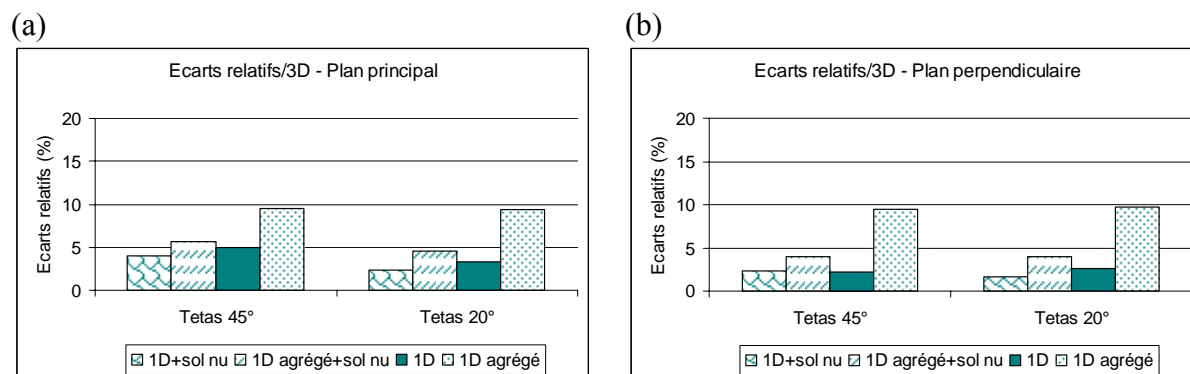 (a)
Ecarts relatifs/3D - Plan principal
Ecarts relatifs (%)
20
15
10
5
0
Tetas 45° Tetas 20°
1D+sol nu 1D agrégé+sol nu 1D 1D agrégé
(b)
Ecarts relatifs/3D - Plan perpendiculaire
Ecarts relatifs (%)
20
15
10
5
0
Tetas 45° Tetas 20°
1D+sol nu 1D agrégé+sol nu 1D 1D agrégé